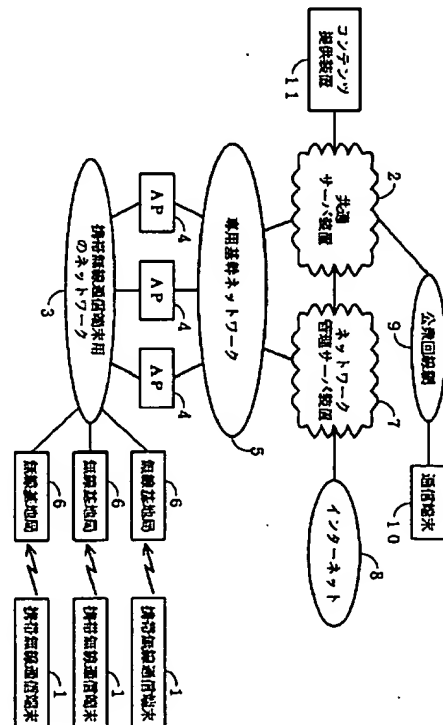 コンテンツ
提供装置
11
共通
サーバ装置
2
公衆回線網
9
通信端末
10
ネットワーク
管理サーバ装置
7
インターネット
8
専用基幹ネットワーク
5
AP
4
AP
4
AP
4
携帯無線通信端末用
のネットワーク
3
無線基地局
6
無線基地局
6
無線基地局
6
携帯無線通信端末
1
携帯無線通信端末
1
携帯無線通信端末
1